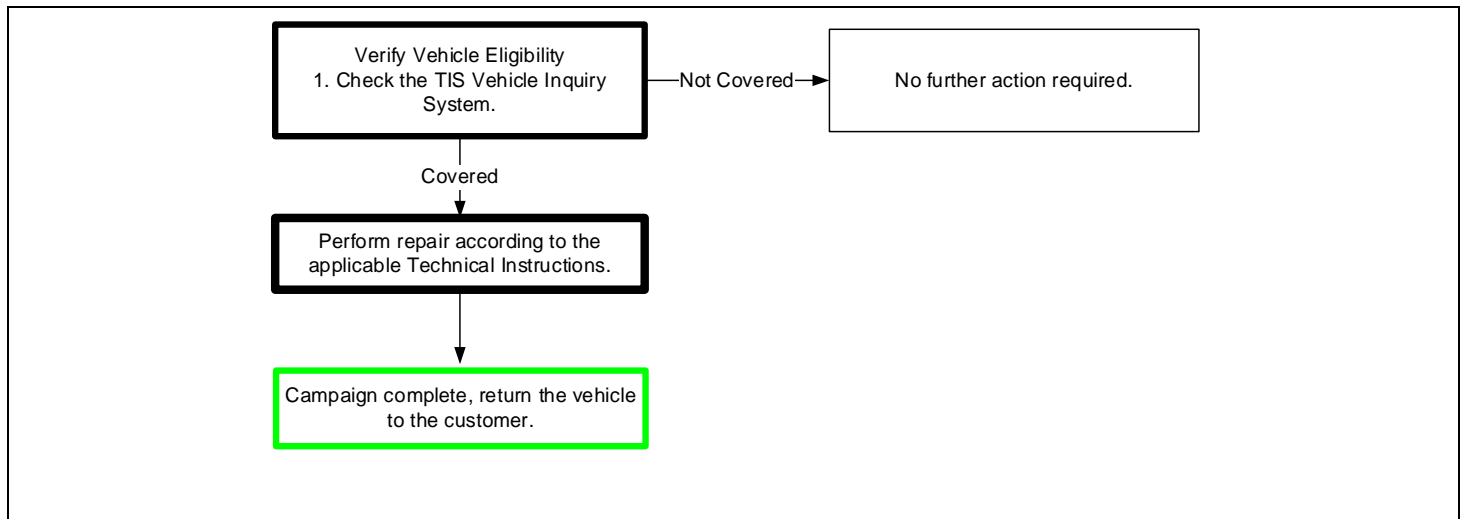 Verify Vehicle Eligibility
1. Check the TIS Vehicle Inquiry
System.
Not Covered
No further action required.
Covered
Perform repair according to the
applicable Technical Instructions.
Campaign complete, return the vehicle
to the customer.